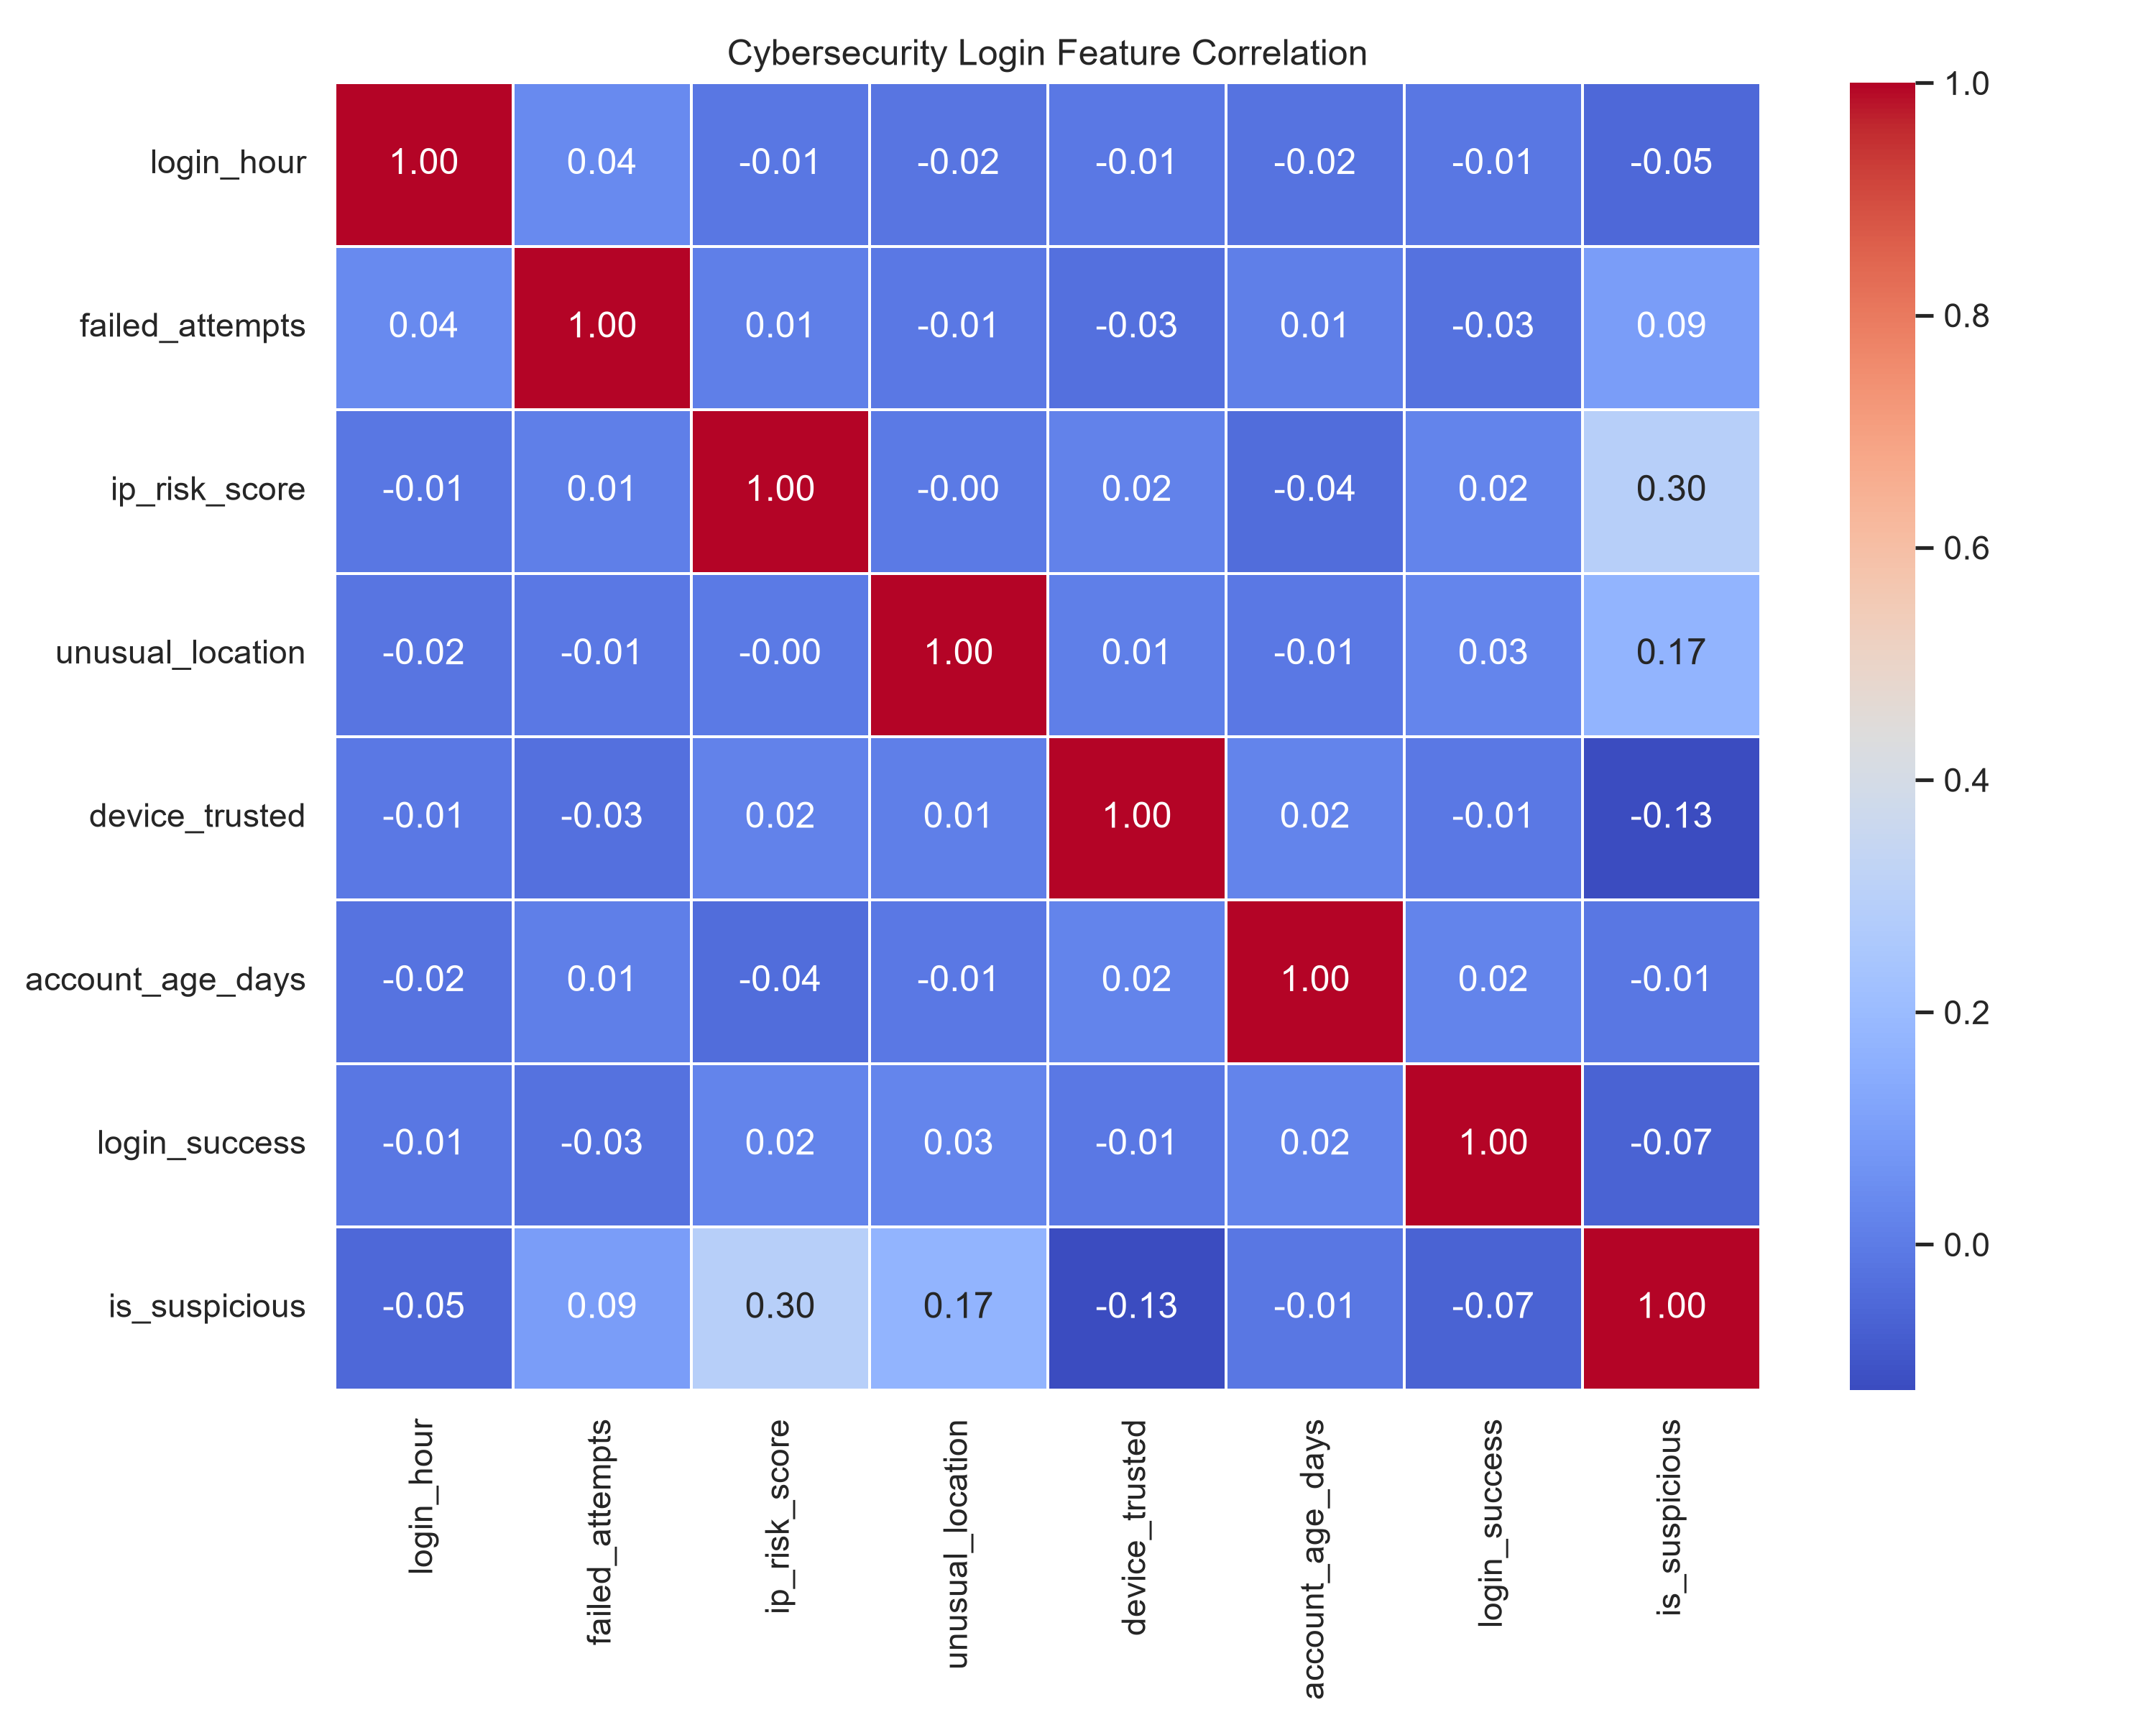 Cybersecurity Login Feature Correlation
login_hour 1.00 0.04 -0.01 -0.02 -0.01 -0.02 -0.01 -0.05
failed_attempts 0.04 1.00 0.01 -0.01 -0.03 0.01 -0.03 0.09
ip_risk_score -0.01 0.01 1.00 -0.00 0.02 -0.04 0.02 0.30
unusual_location -0.02 -0.01 -0.00 1.00 0.01 -0.01 0.03 0.17
device_trusted -0.01 -0.03 0.02 0.01 1.00 0.02 -0.01 -0.13
account_age_days -0.02 0.01 -0.04 -0.01 0.02 1.00 0.02 -0.01
login_success -0.01 -0.03 0.02 0.03 -0.01 0.02 1.00 -0.07
is_suspicious -0.05 0.09 0.30 0.17 -0.13 -0.01 -0.07 1.00
login_hour
failed_attempts
ip_risk_score
unusual_location
device_trusted
account_age_days
login_success
is_suspicious
1.0
0.8
0.6
0.4
0.2
0.0